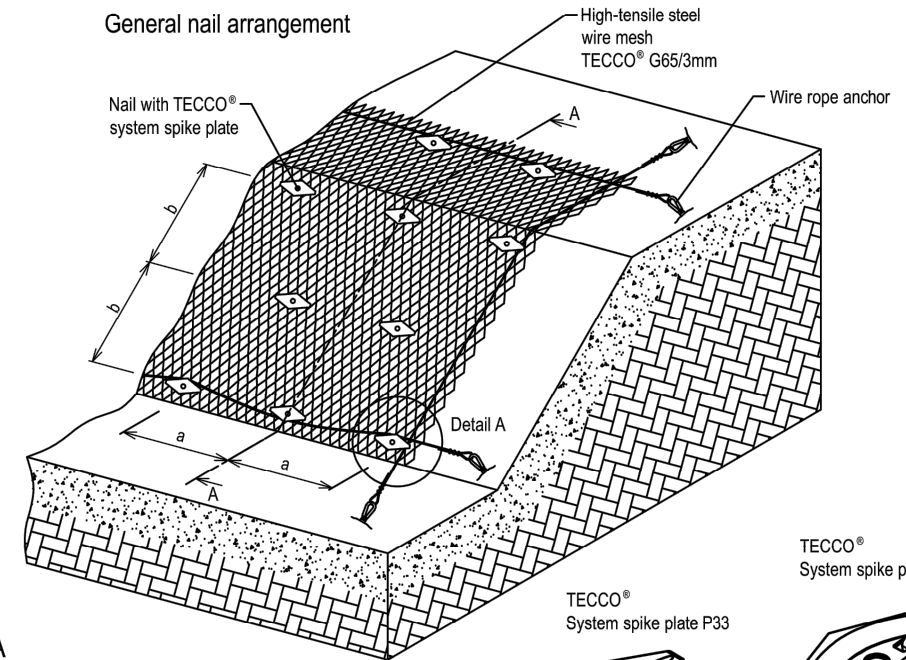 General nail arrangement
High-tensile steel
wire mesh
TECCO® G65/3mm
Nail with TECCO®
system spike plate
Wire rope anchor
A
b
b
Detail A
a
a
A
TECCO®
System spike p
TECCO®
System spike plate P33
A